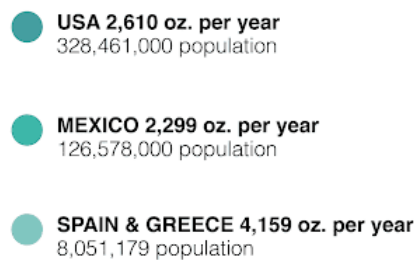 USA 2,610 oz. per year
328,461,000 population
MEXICO 2,299 oz. per year
126,578,000 population
SPAIN & GREECE 4,159 oz. per year
8,051,179 population